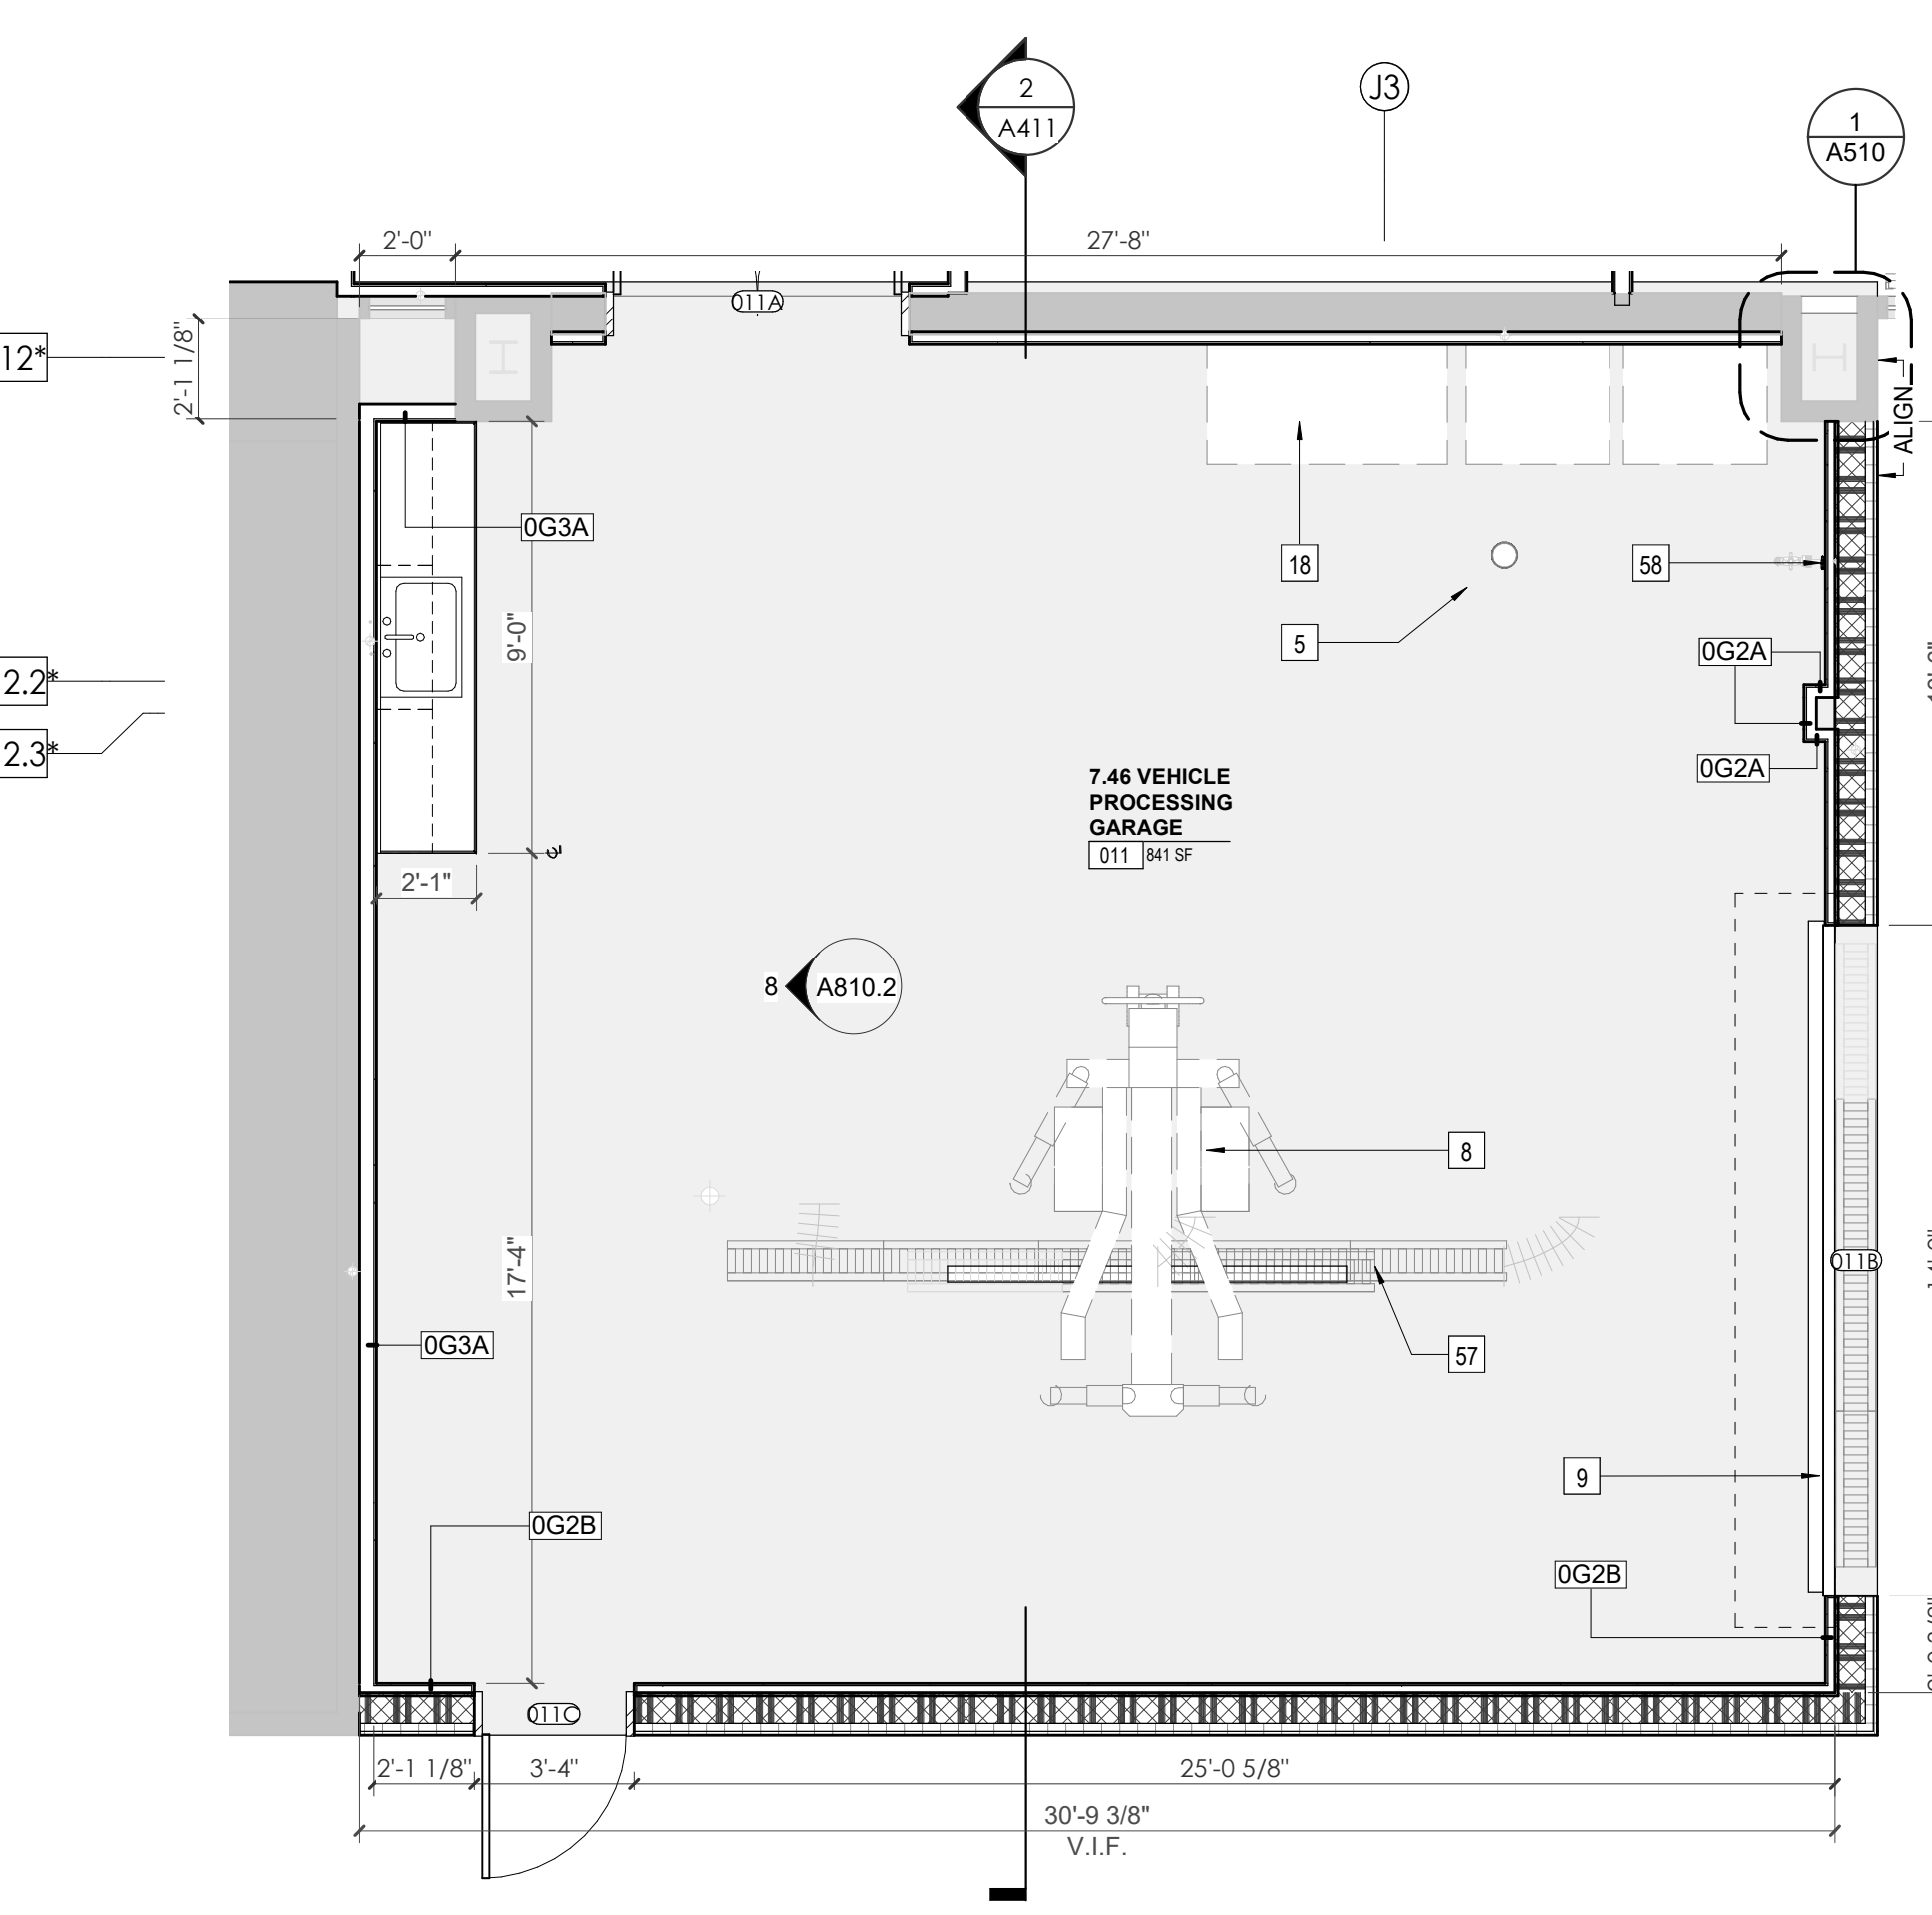 2
A411
J3
1
A510
2'-0"
27'-8"
011A
12*
2'-1 1/8"
H
H
ALIGN
0G3A
18
58
5
9'-0"
0G2A
2.2*
2.3*
0G2A
7.46 VEHICLE
PROCESSING
GARAGE
011 841 SF
2'-1"
8 A810.2
8
17'-4"
011B
0G3A
57
9
0G2B
0G2B
011C
2'-1 1/8" 3'-4" 25'-0 5/8"
30'-9 3/8"
V.I.F.